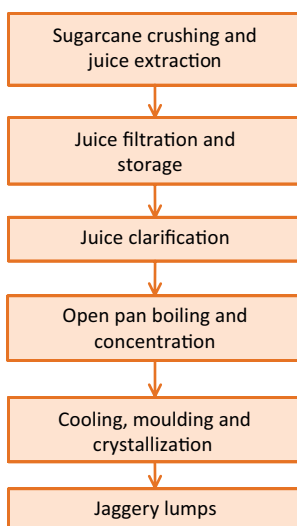 Sugarcane crushing and
juice extraction
Juice filtration and
storage
Juice clarification
Open pan boiling and
concentration
Cooling, moulding and
crystallization
Jaggery lumps